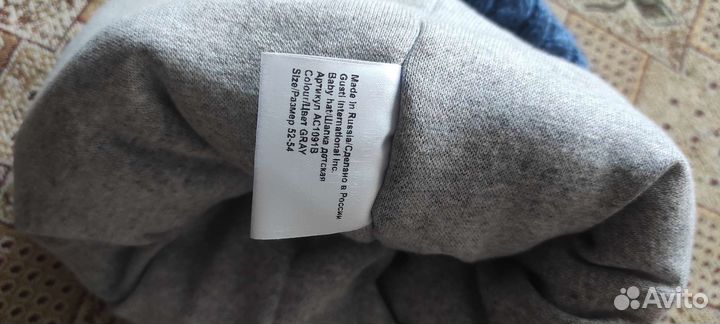 Made in Russia/Сделано в России
Gusti International Inc.
Baby hat/Шапка детская
Артикул AC1091B
Colour/Цвет GRAY
Size/Размер 52-54
Avito